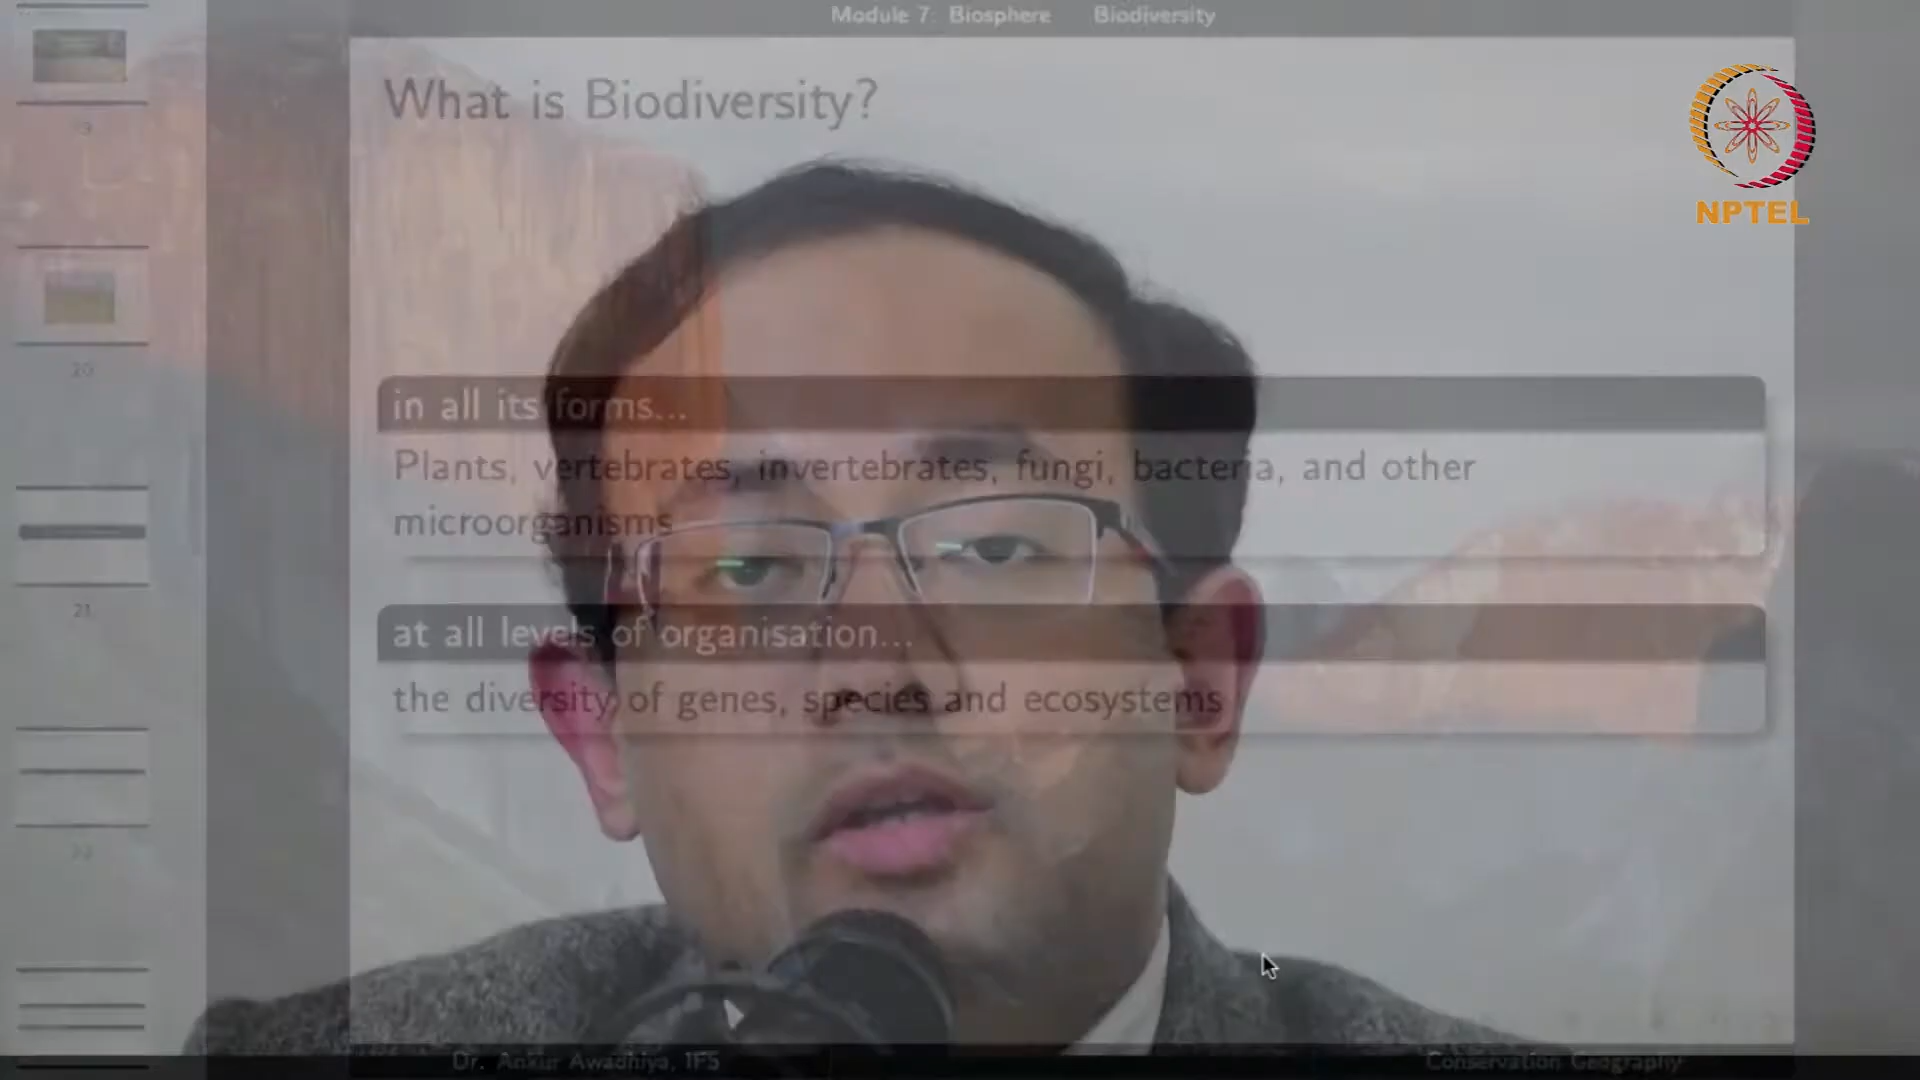 Module 7: Biosphere Biodiversity
What is Biodiversity?
NPTEL
in all its forms...
Plants, vertebrates, invertebrates, fungi, bacteria, and other
microorganisms
at all levels of organisation...
the diversity of genes, species and ecosystems
20
21
Dr. Ankur Awadhiya, IFS Conservation Geography